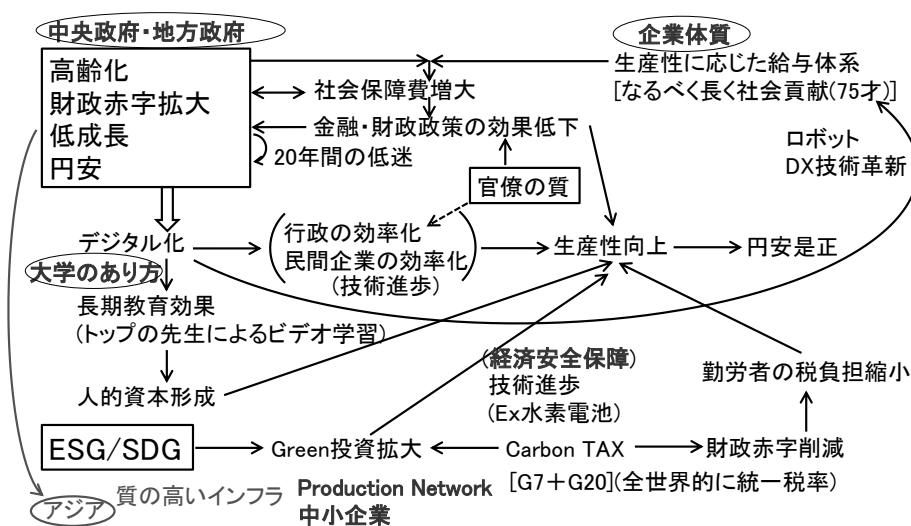 中央政府・地方政府
高齢化
財政赤字拡大
低成長
円安
社会保障費増大
金融・財政政策の効果低下
20年間の低迷
官僚の質
企業体質
生産性に応じた給与体系
[なるべく長く社会貢献(75才)]
ロボット
DX技術革新
デジタル化
行政の効率化
民間企業の効率化
(技術進歩)
生産性向上
円安是正
大学のあり方
長期教育効果
(トップの先生によるビデオ学習)
人的資本形成
(経済安全保障)
技術進歩
(Ex水素電池)
勤労者の税負担縮小
ESG/SDG
Green投資拡大
Carbon TAX
財政赤字削減
[G7+G20](全世界的に統一税率)
アジア
質の高いインフラ
Production Network
中小企業